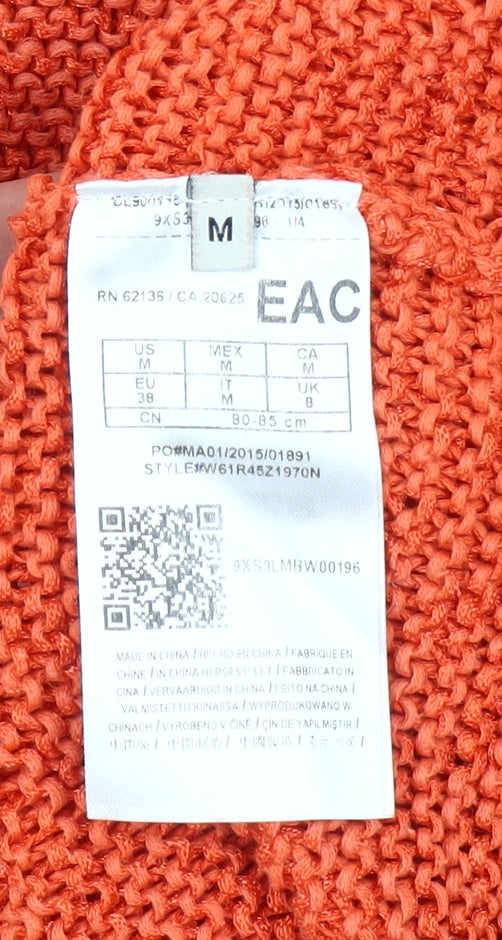 M
RN 62136 / CA 20625 EAC
US MEX CA
M M M
EU IT UK
38 M 8
CN 80-85 cm
PO#MA01/2015/01891
STYLE#W61R45Z1970N
9XS3LMBW00196
MADE IN CHINA / HECHO EN CHINA / FABRIQUE EN
CHINE / IN CHINA HERGESTELLT / FABBRICATO IN
CINA / VERVAARDIGD IN CHINA / FEITO NA CHINA /
VALMISTETTU KIINASSA / WYPRODUKOWANO W
CHINACH / VYROBENO V ČÍNĚ / ÇİN DE YAPILMIŞTIR /